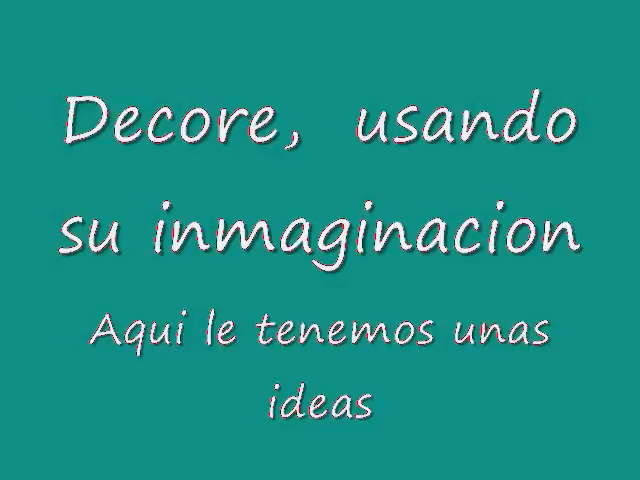 Decore, usando
su inmaginacion
Aqui le tenemos unas
ideas